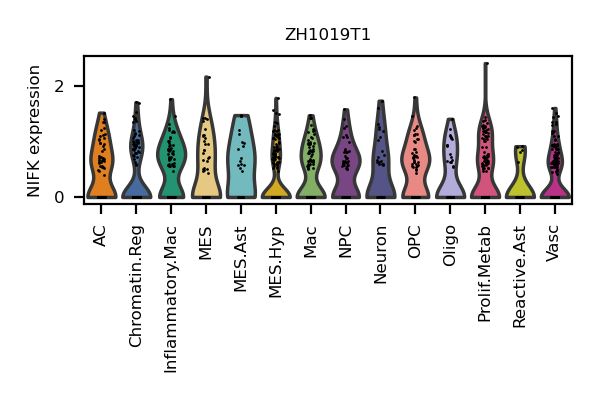 ZH1019T1
NIFK expression
2
0
AC
Chromatin.Reg
Inflammatory.Mac
MES
MES.Ast
MES.Hyp
Mac
NPC
Neuron
OPC
Oligo
Prolif.Metab
Reactive.Ast
Vasc